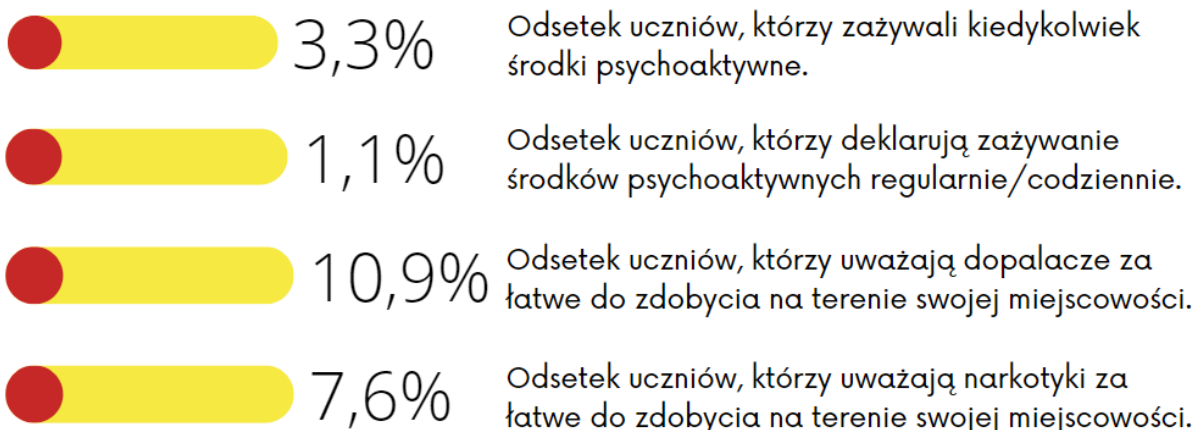 3,3%
Odsetek uczniów, którzy zażywali kiedykolwiek
środki psychoaktywne.
1,1%
Odsetek uczniów, którzy deklarują zażywanie
środków psychoaktywnych regularnie/codziennie.
10,9%
Odsetek uczniów, którzy uważają dopalacze za
łatwe do zdobycia na terenie swojej miejscowości.
7,6%
Odsetek uczniów, którzy uważają narkotyki za
łatwe do zdobycia na terenie swojej miejscowości.